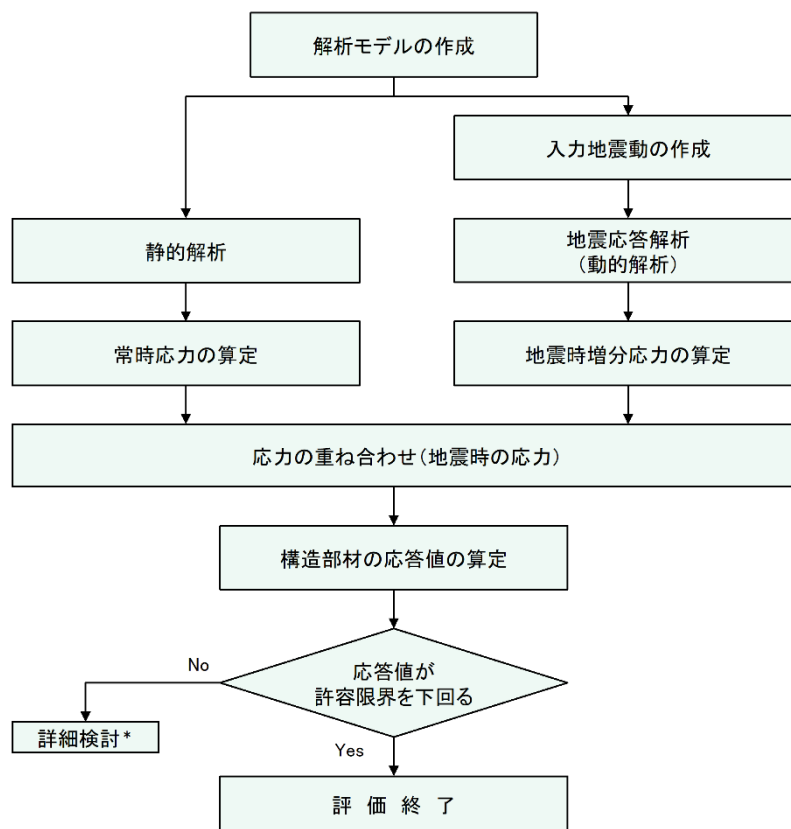 解析モデルの作成
入力地震動の作成
静的解析
地震応答解析
(動的解析)
常時応力の算定
地震時増分応力の算定
応力の重ね合わせ(地震時の応力)
構造部材の応答値の算定
応答値が
許容限界を下回る
No
詳細検討*
Yes
評 価 終 了